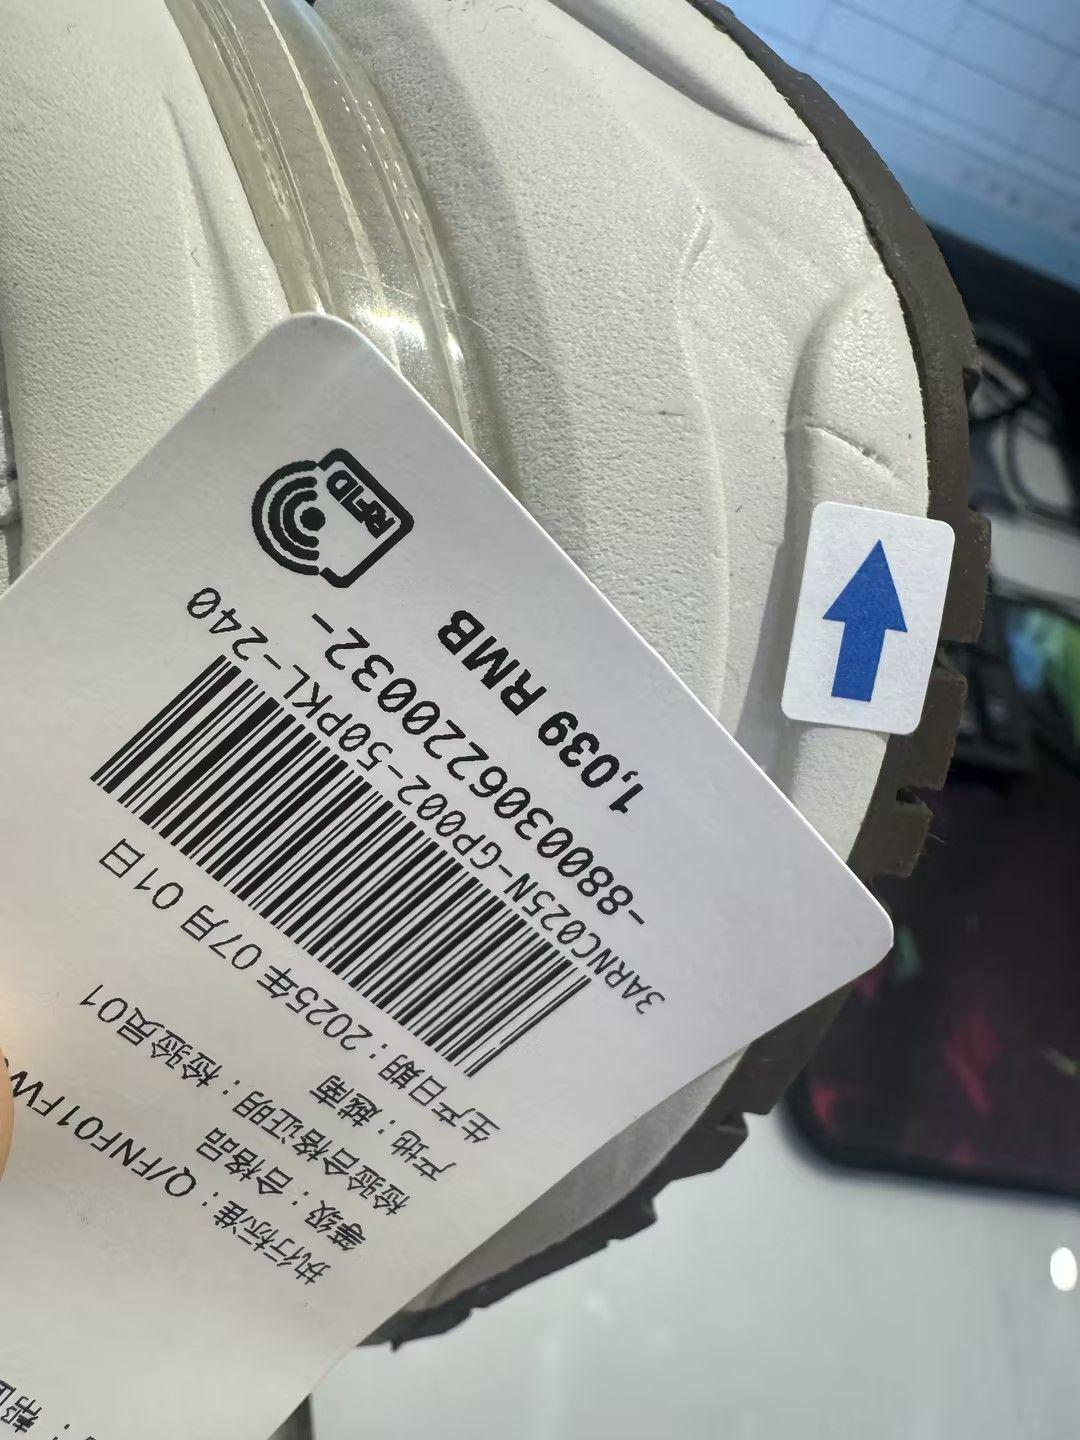 执行标准：Q/FNF01FW
等级：合格品
检验合格证明：检验员01
产地：越南
生产日期：2025年 07月 01日
3ARNC025N-GP002-50PKL-240
-8800306220032-
1,039 RMB
RFID